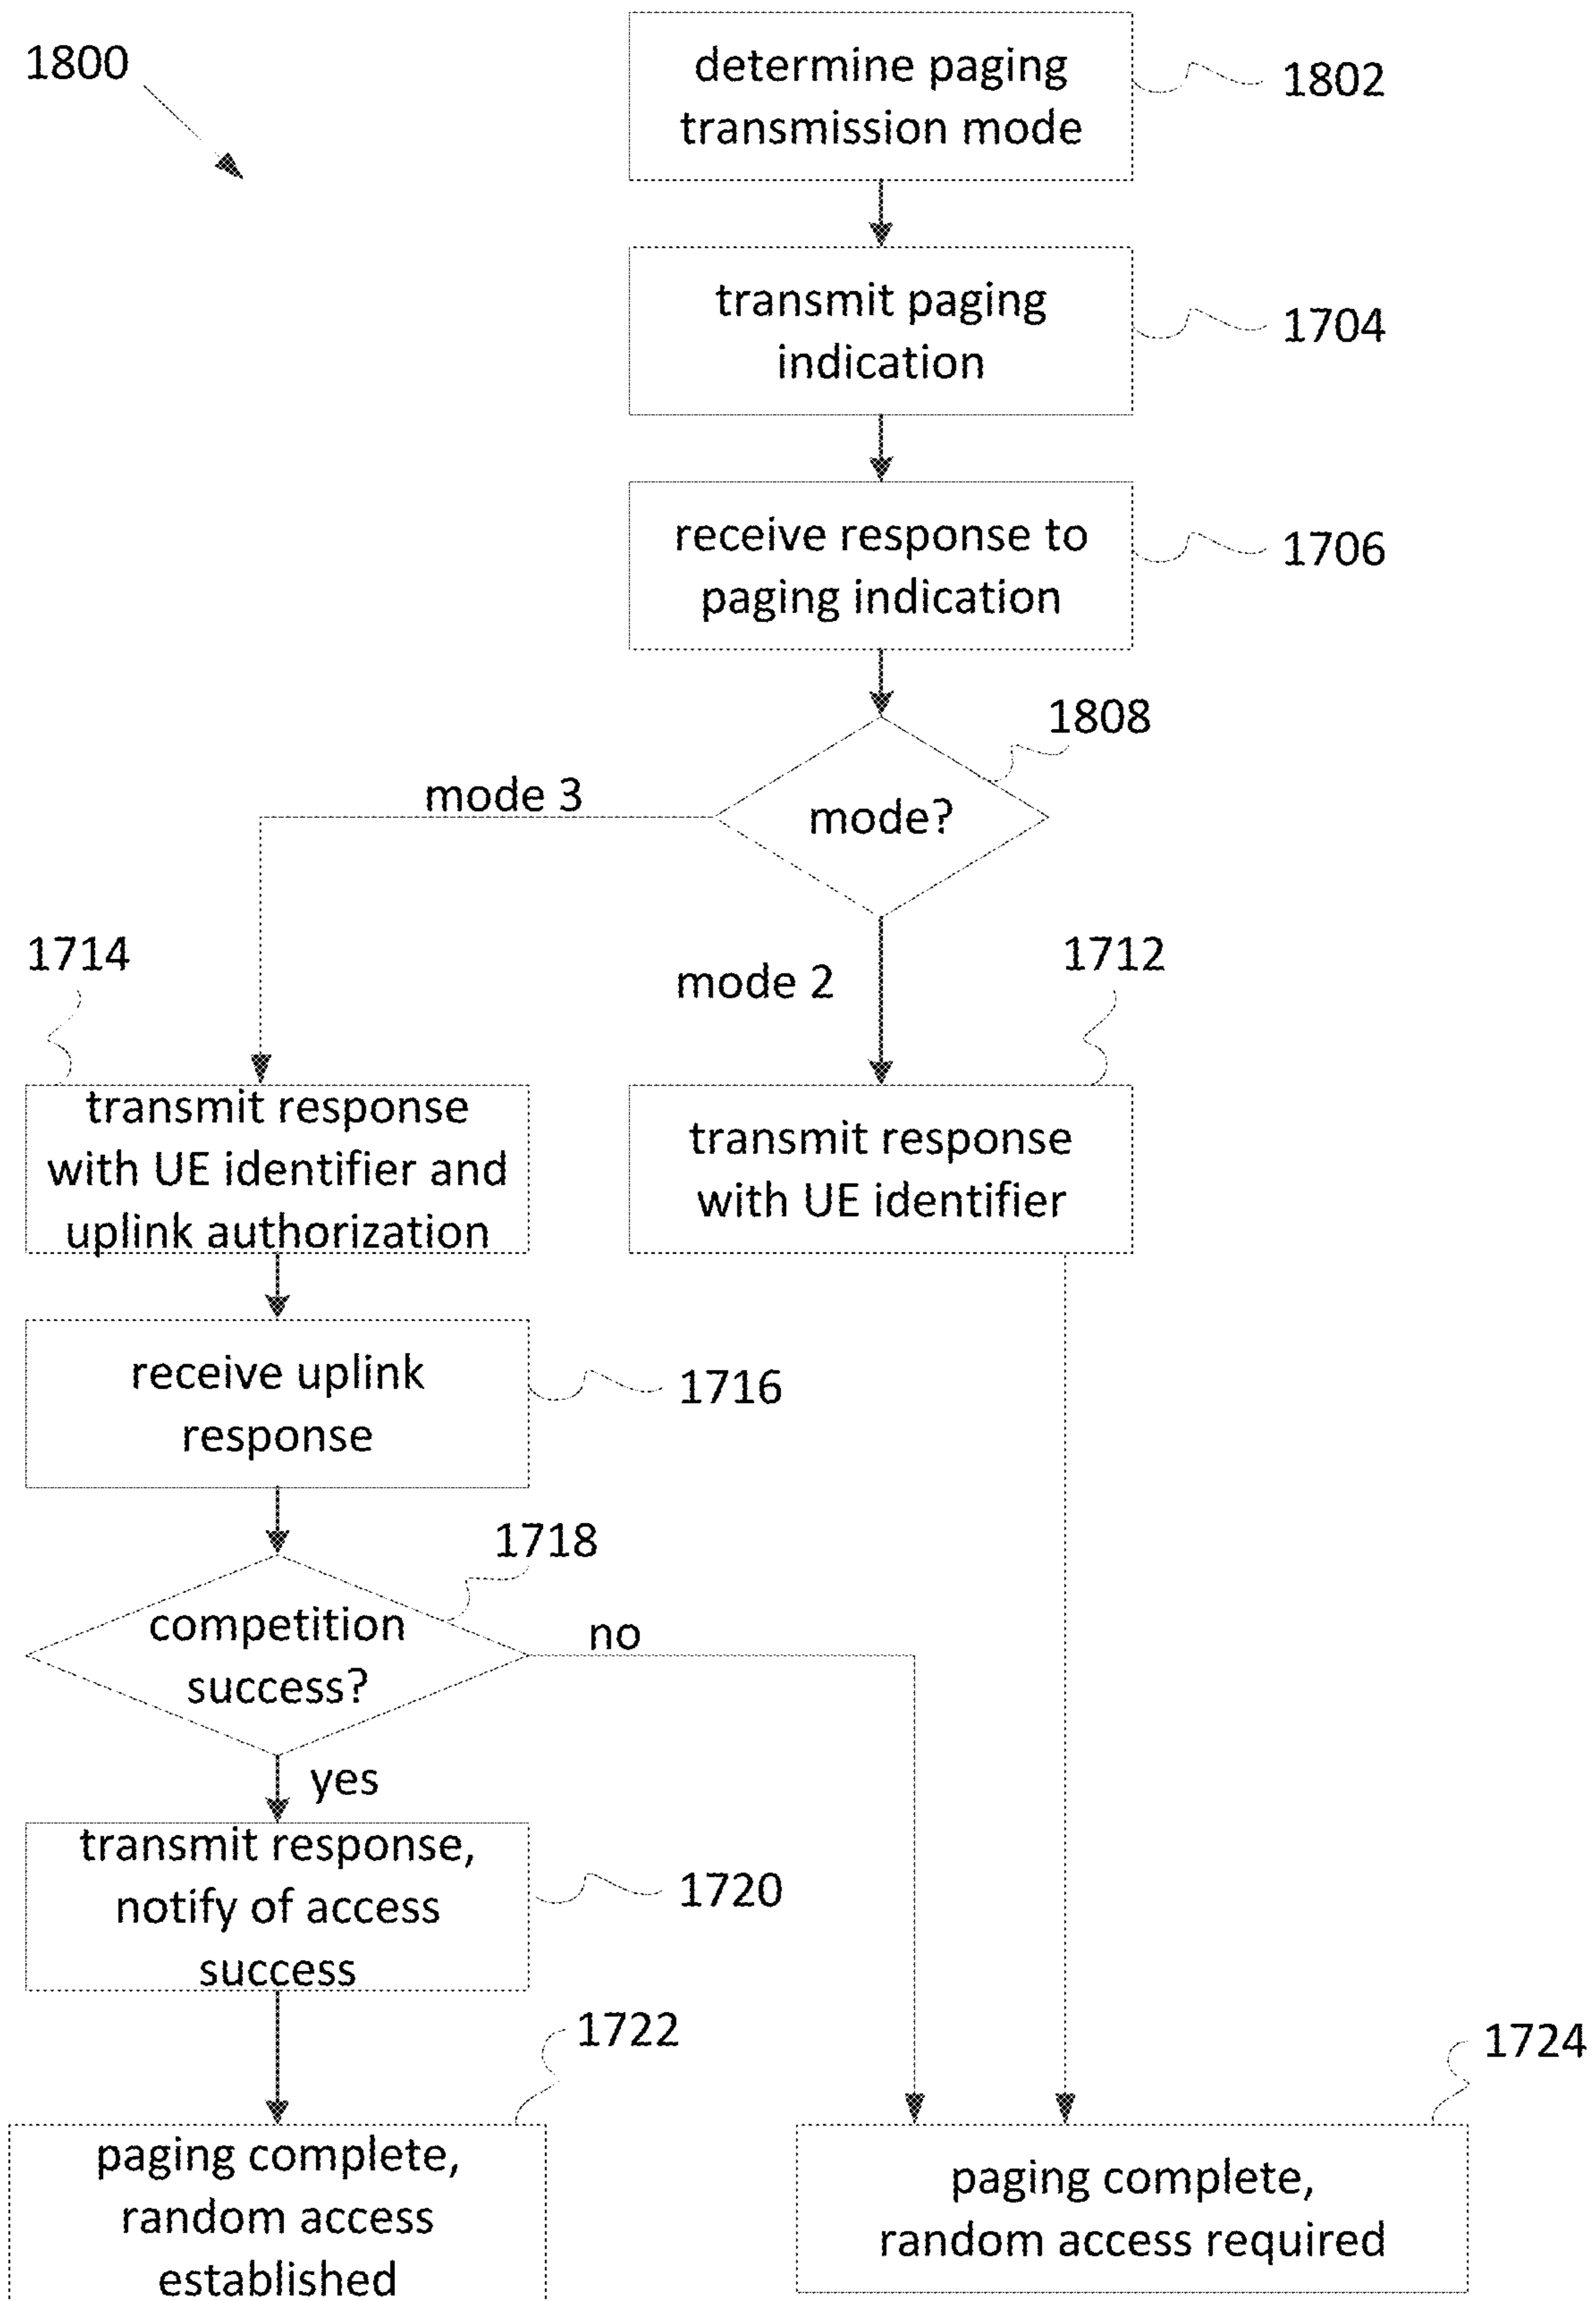 1800
determine paging
transmission mode
1802
transmit paging
indication
1704
receive response to
paging indication
1706
1808
mode?
mode 3
mode 2
1714
1712
transmit response
with UE identifier and
uplink authorization
transmit response
with UE identifier
receive uplink
response
1716
1718
competition
success?
no
yes
transmit response,
notify of access
success
1720
1722
1724
paging complete,
random access
established
paging complete,
random access required